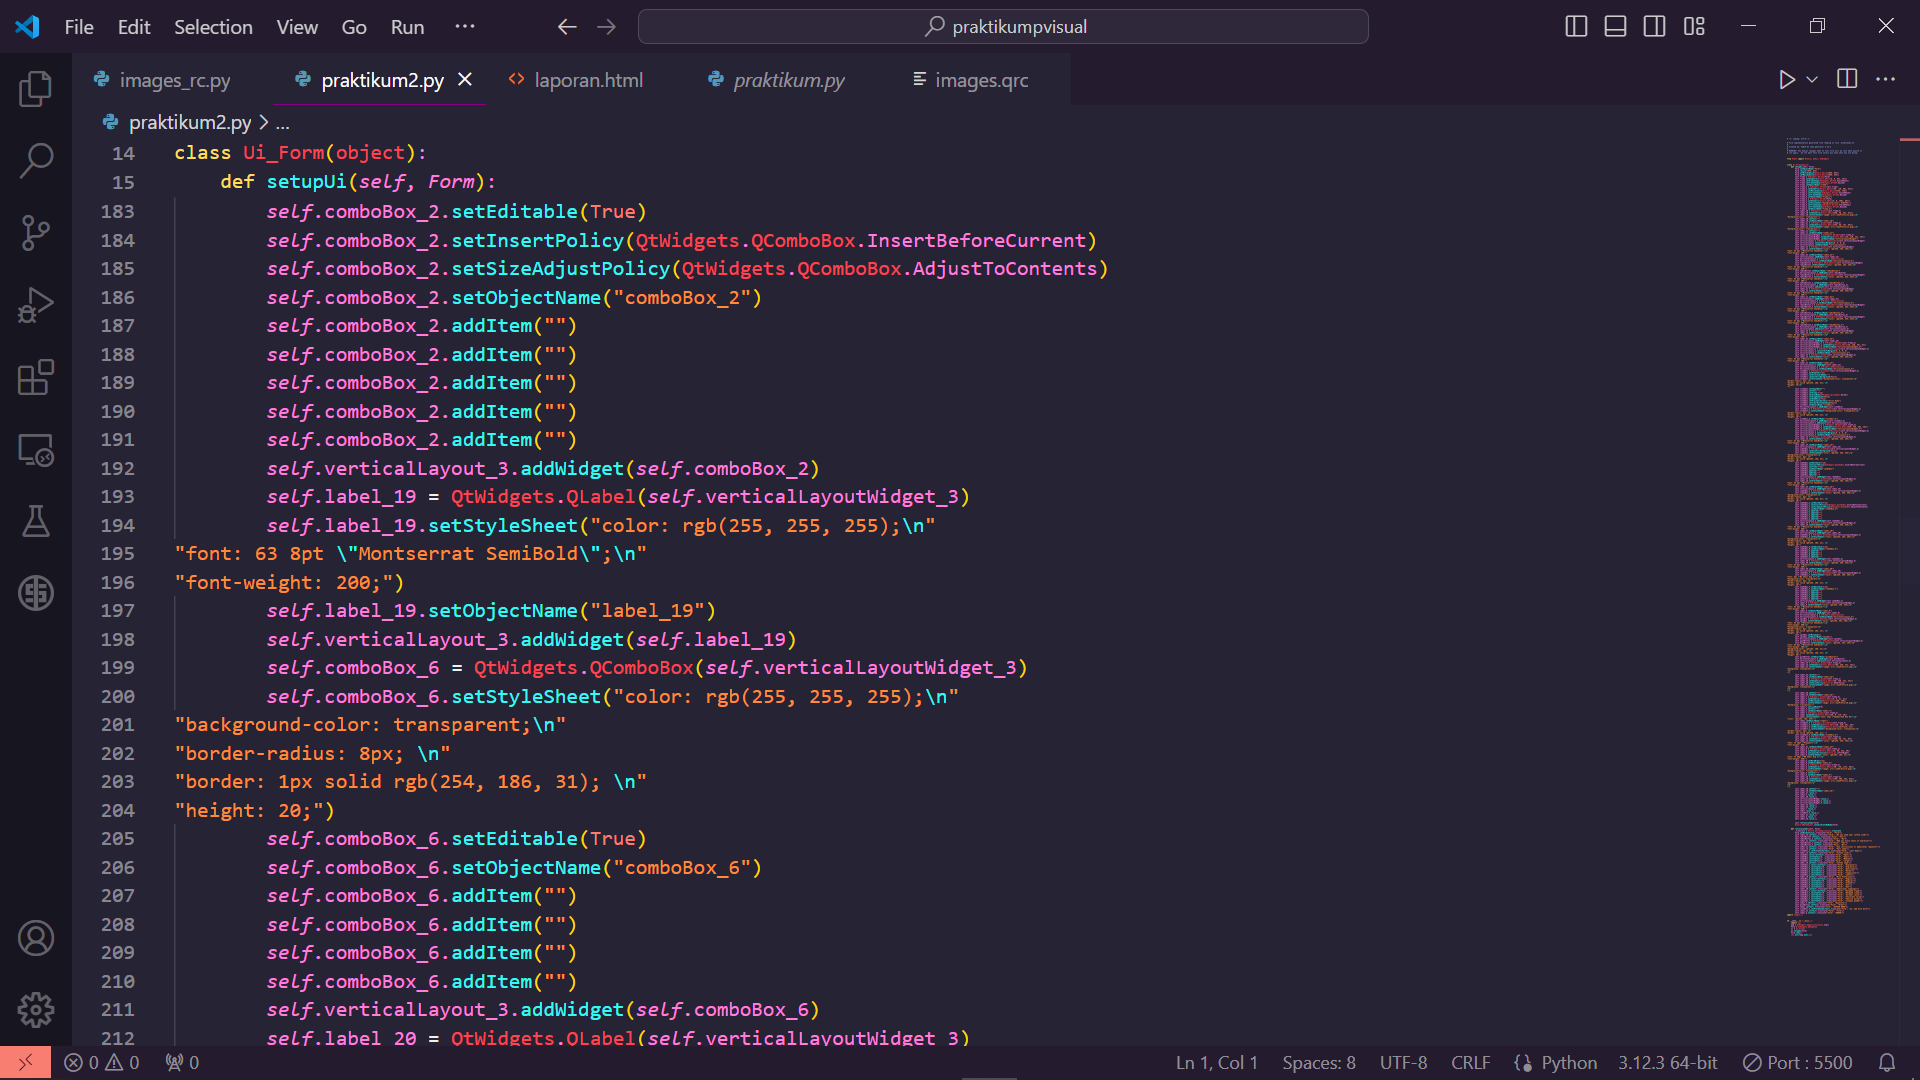 File Edit Selection View Go Run ··· praktikumpvisual
images_rc.py praktikum2.py laporan.html praktikum.py images.qrc
praktikum2.py > ...
14 class Ui_Form(object):
15     def setupUi(self, Form):
183         self.comboBox_2.setEditable(True)
184         self.comboBox_2.setInsertPolicy(QtWidgets.QComboBox.InsertBeforeCurrent)
185         self.comboBox_2.setSizeAdjustPolicy(QtWidgets.QComboBox.AdjustToContents)
186         self.comboBox_2.setObjectName("comboBox_2")
187         self.comboBox_2.addItem("")
188         self.comboBox_2.addItem("")
189         self.comboBox_2.addItem("")
190         self.comboBox_2.addItem("")
191         self.comboBox_2.addItem("")
192         self.verticalLayout_3.addWidget(self.comboBox_2)
193         self.label_19 = QtWidgets.QLabel(self.verticalLayoutWidget_3)
194         self.label_19.setStyleSheet("color: rgb(255, 255, 255);\n"
195 "font: 63 8pt \"Montserrat SemiBold\";\n"
196 "font-weight: 200;")
197         self.label_19.setObjectName("label_19")
198         self.verticalLayout_3.addWidget(self.label_19)
199         self.comboBox_6 = QtWidgets.QComboBox(self.verticalLayoutWidget_3)
200         self.comboBox_6.setStyleSheet("color: rgb(255, 255, 255);\n"
201 "background-color: transparent;\n"
202 "border-radius: 8px; \n"
203 "border: 1px solid rgb(254, 186, 31); \n"
204 "height: 20;")
205         self.comboBox_6.setEditable(True)
206         self.comboBox_6.setObjectName("comboBox_6")
207         self.comboBox_6.addItem("")
208         self.comboBox_6.addItem("")
209         self.comboBox_6.addItem("")
210         self.comboBox_6.addItem("")
211         self.verticalLayout_3.addWidget(self.comboBox_6)
212         self.label_20 = QtWidgets.QLabel(self.verticalLayoutWidget_3)
0 0 0 Ln 1, Col 1 Spaces: 8 UTF-8 CRLF Python 3.12.3 64-bit Port : 5500